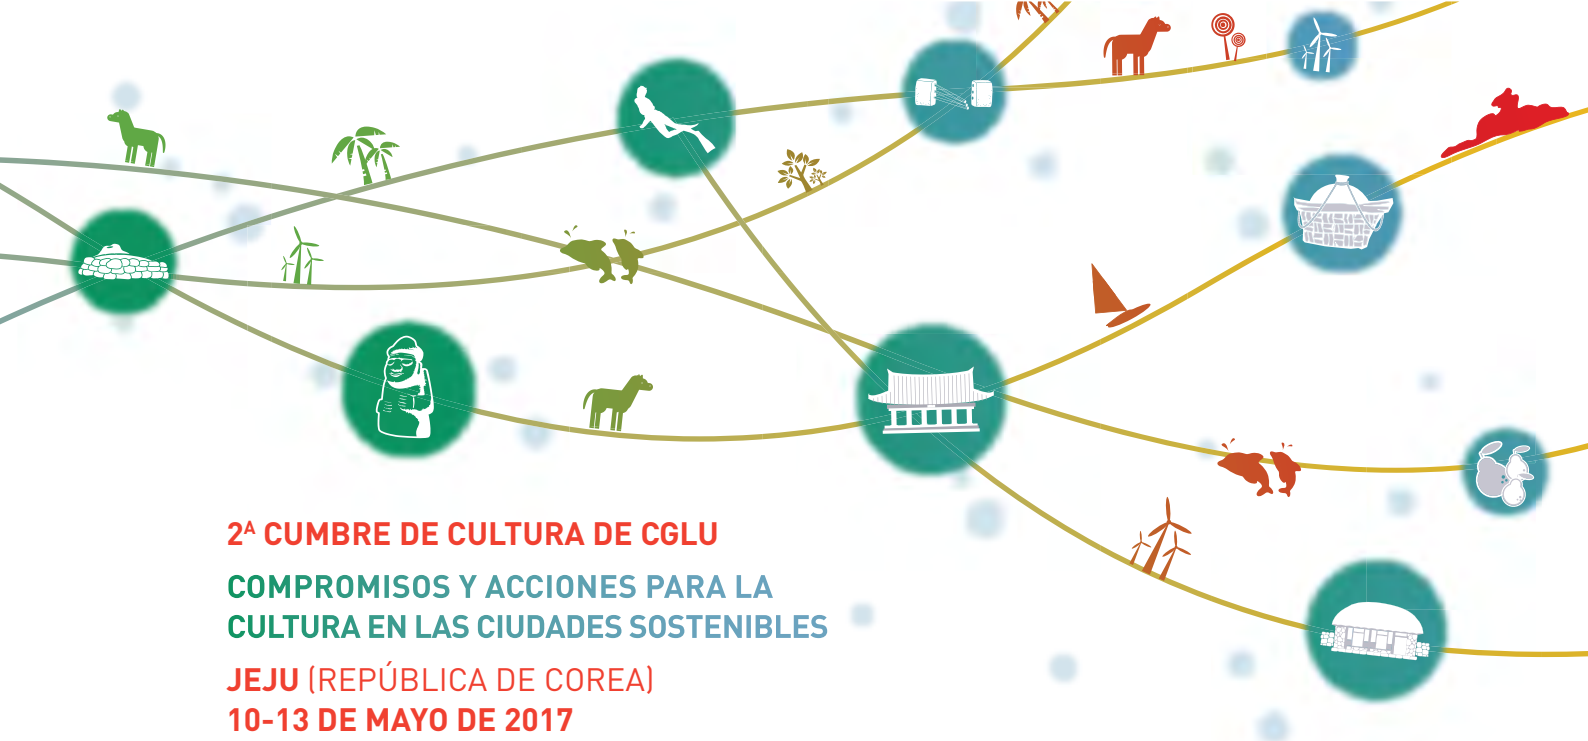 2ᴬ CUMBRE DE CULTURA DE CGLU
COMPROMISOS Y ACCIONES PARA LA
CULTURA EN LAS CIUDADES SOSTENIBLES
JEJU (REPÚBLICA DE COREA)
10-13 DE MAYO DE 2017